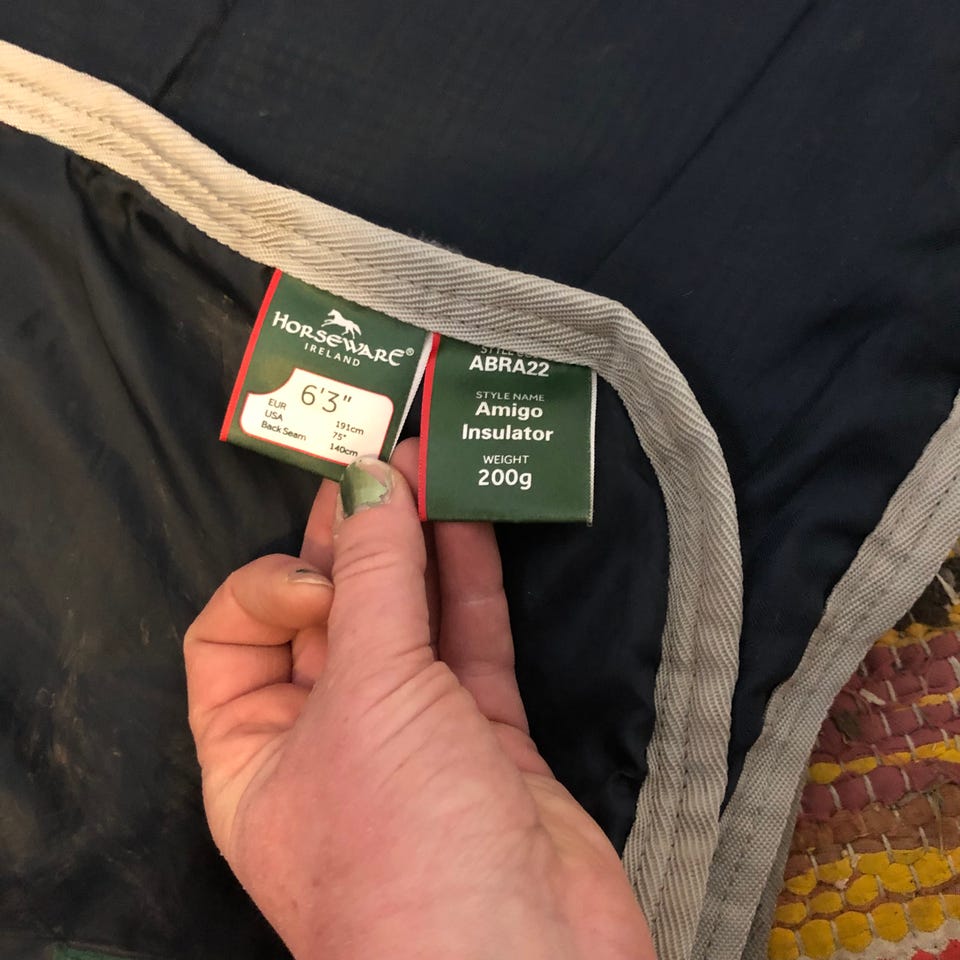 HORSEWARE®
IRELAND
6'3"
EUR 191cm
USA 75"
Back Seam 140cm
ABRA22
STYLE NAME
Amigo
Insulator
WEIGHT
200g